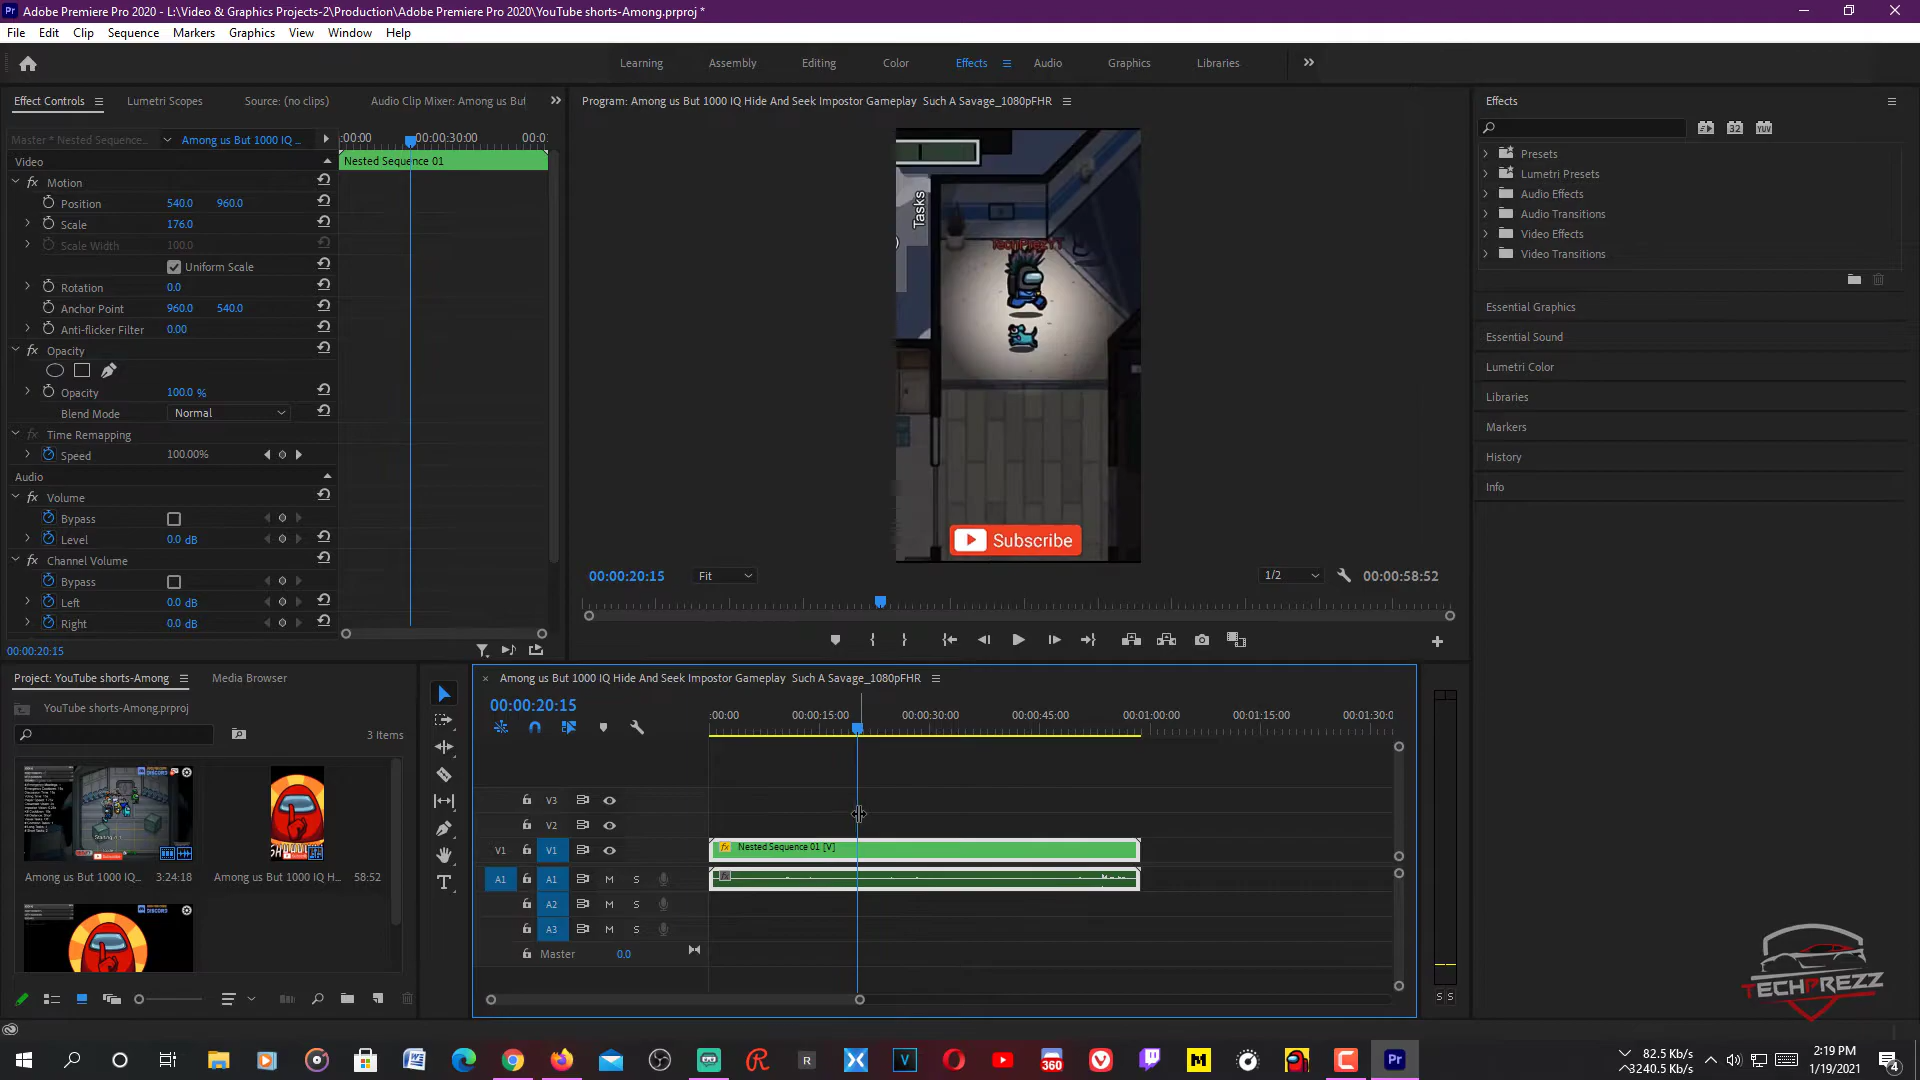 Adobe Premiere Pro 2020 - L:\Video & Graphics Projects-2\Production\Adobe Premiere Pro 2020\YouTube shorts-Among.prproj *
File Edit Clip Sequence Markers Graphics View Window Help
Learning Assembly Editing Color Effects Audio Graphics Libraries
Effect Controls Lumetri Scopes Source: (no clips) Audio Clip Mixer: Among us But
Program: Among us But 1000 IQ Hide And Seek Impostor Gameplay Such A Savage_1080pFHR
Effects
Master * Nested Sequence... Among us But 1000 IQ ... :00:00 00:00:30:00 00:0
Video
Nested Sequence 01
Motion
Position 540.0 960.0
Scale 176.0
Scale Width 100.0
Uniform Scale
Rotation 0.0
Anchor Point 960.0 540.0
Anti-flicker Filter 0.00
Opacity
Opacity 100.0 %
Blend Mode Normal
Time Remapping
Speed 100.00%
Audio
Volume
Bypass
Level 0.0 dB
Channel Volume
Bypass
Left 0.0 dB
Right 0.0 dB
00:00:20:15
Tasks
Subscribe
00:00:20:15 Fit 1/2 00:00:58:52
32 YUV
Presets
Lumetri Presets
Audio Effects
Audio Transitions
Video Effects
Video Transitions
Essential Graphics
Essential Sound
Lumetri Color
Libraries
Markers
History
Info
Project: YouTube shorts-Among Media Browser
YouTube shorts-Among.prproj
3 Items
Among us But 1000 IQ... 3:24:18
Among us But 1000 IQ H... 58:52
Among us But 1000 IQ Hide And Seek Impostor Gameplay Such A Savage_1080pFHR
00:00:20:15
:00:00 00:00:15:00 00:00:30:00 00:00:45:00 00:01:00:00 00:01:15:00 00:01:30:0
V3
V2
V1 V1 Nested Sequence 01 [V]
A1 A1 M S
A2 M S
A3 M S
Master 0.0
S S
TECHPREZZ
82.5 Kb/s
3240.5 Kb/s
2:19 PM
1/19/2021
4